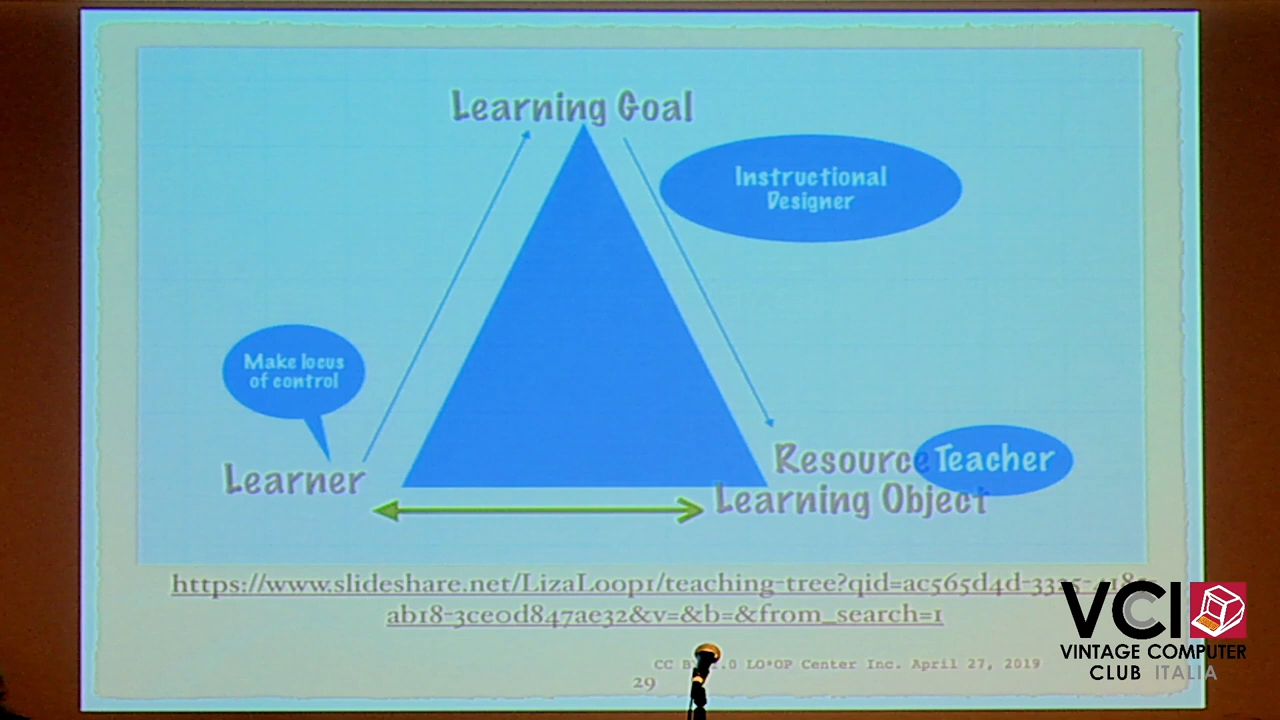 Learning Goal
Instructional
Designer
Make locus
of control
Learner
Resource Teacher
Learning Object
https://www.slideshare.net/LizaLoop1/teaching-tree?qid=ac565d4d-
ab18-3ce0d847ae32&v=&b=&from_search=1
CC LO*OP Center Inc. April 27, 2019
29
VCI
VINTAGE COMPUTER
CLUB ITALIA